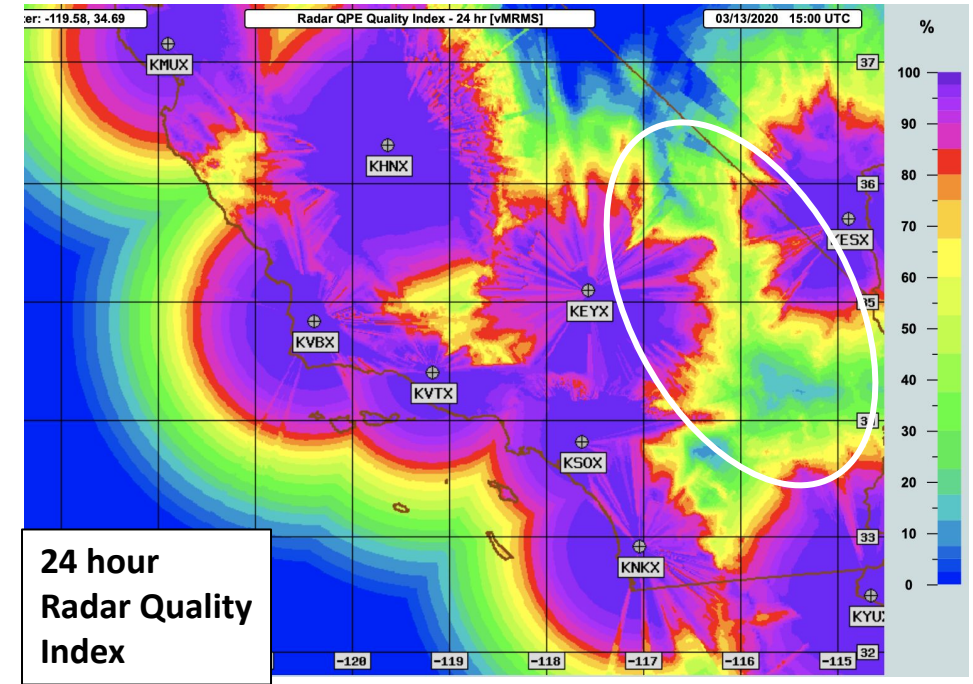 ter: -119.58, 34.69
Radar QPE Quality Index - 24 hr [vMRMS]
03/13/2020 15:00 UTC
%
KMUX
37
100
90
KHNX
80
36
70
KESX
60
KEYX
35
50
KVBX
40
KVTX
34
30
KSOX
20
33
10
KNKX
0
KYUX
24 hour
Radar Quality
Index
-120
-119
-118
-117
-116
-115
32